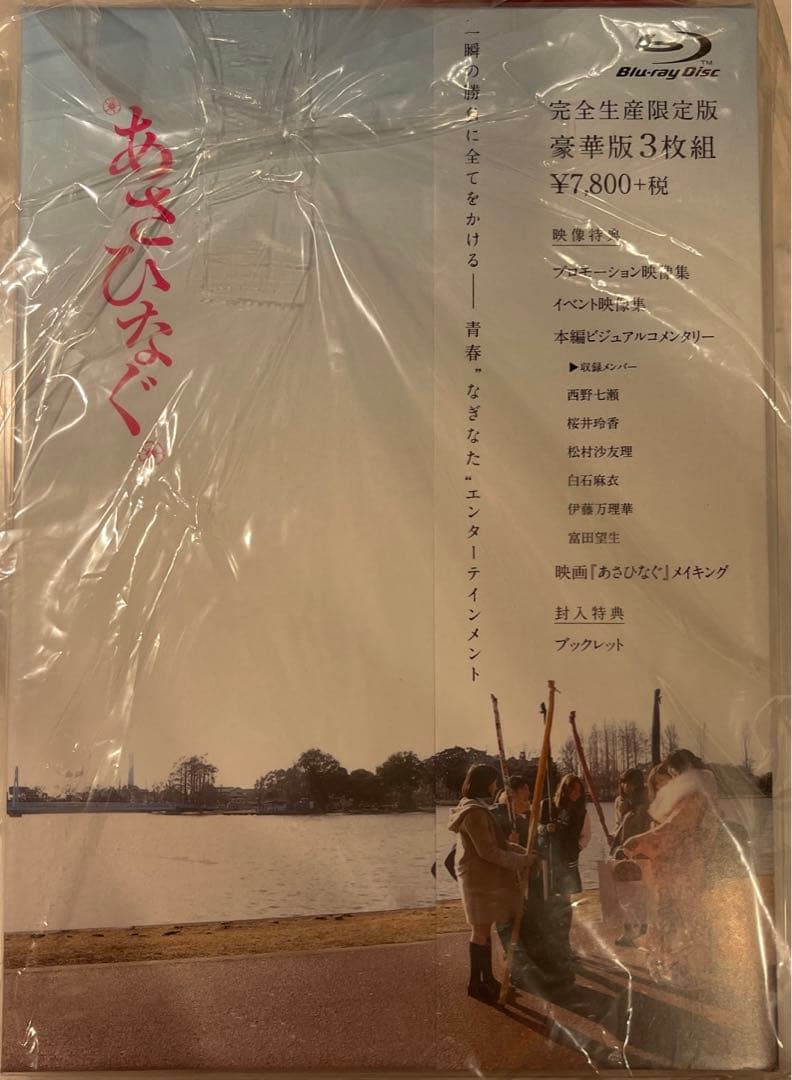 あさひなぐ
一瞬の勝負に全てをかける── 青春"なぎなた"エンターテインメント
Blu-ray Disc
TM
完全生産限定版
豪華版3枚組
¥7,800+税
映像特典
プロモーション映像集
イベント映像集
本編ビジュアルコメンタリー
▶収録メンバー
西野七瀬
桜井玲香
松村沙友理
白石麻衣
伊藤万理華
富田望生
映画『あさひなぐ』メイキング
封入特典
ブックレット